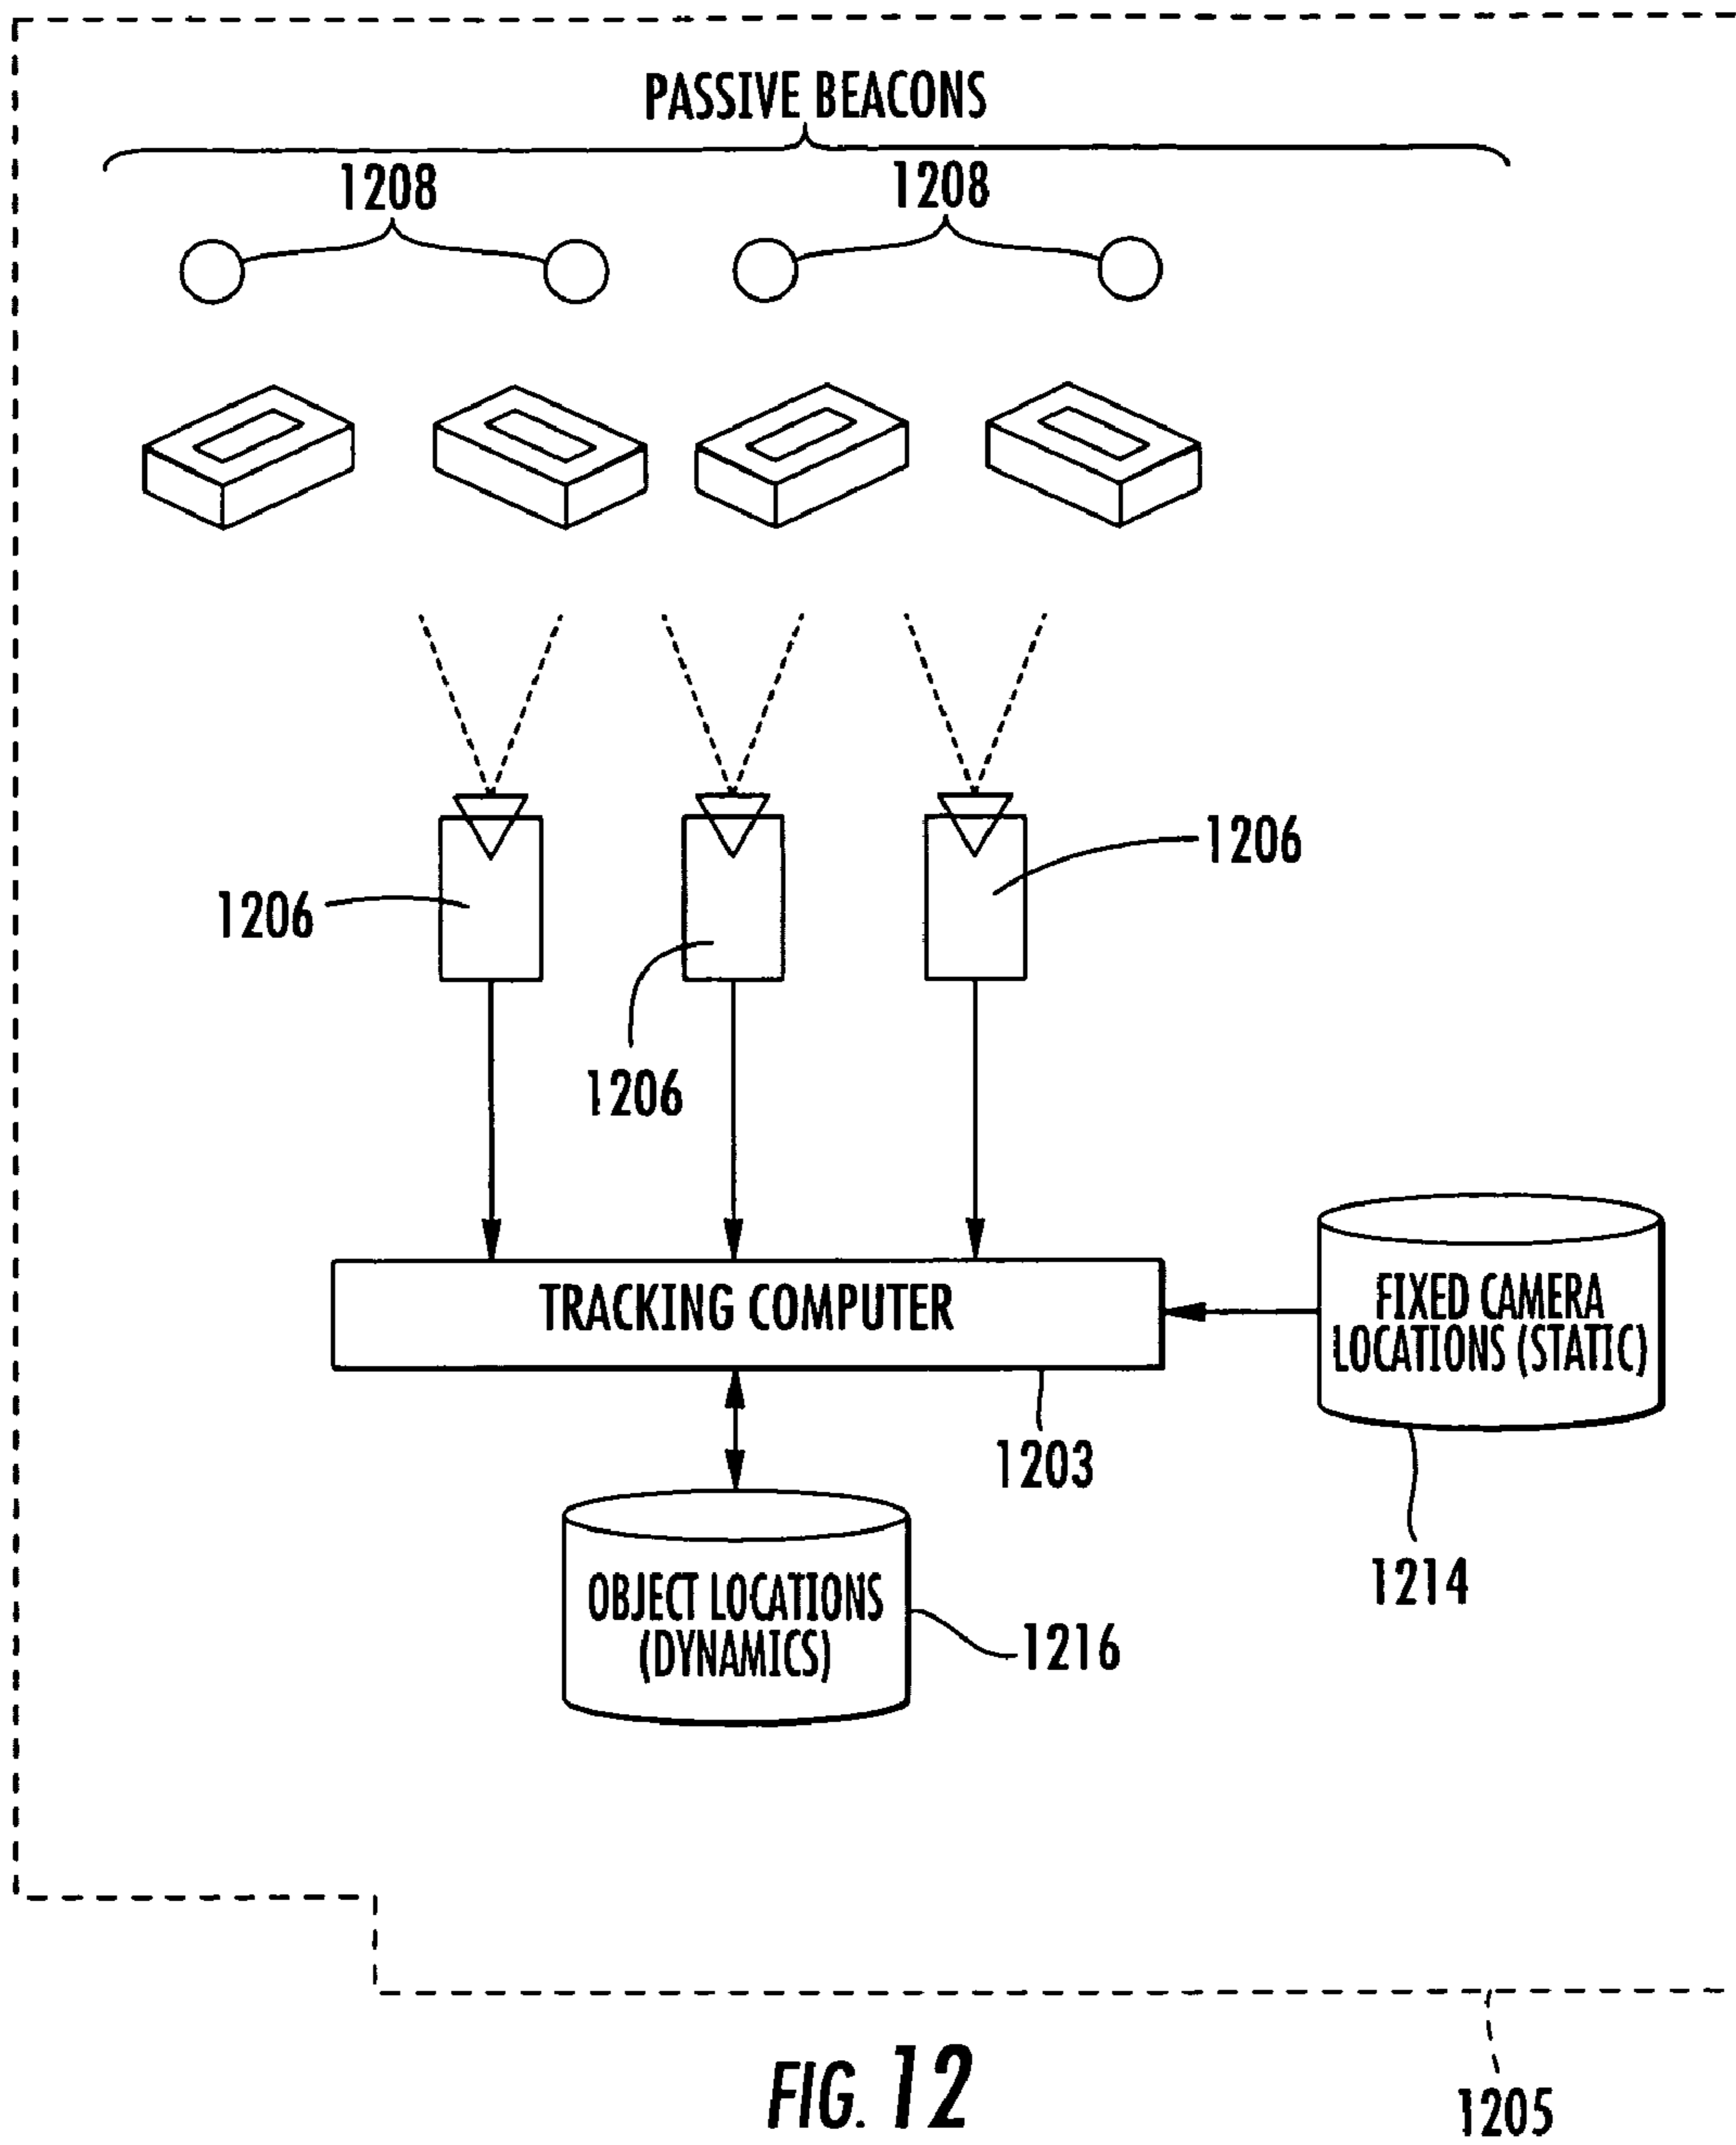 PASSIVE BEACONS
1208
1208
1206
1206
1206
TRACKING COMPUTER
FIXED CAMERA
LOCATIONS (STATIC)
1203
1214
OBJECT LOCATIONS
(DYNAMICS)
1216
FIG. 12
1205